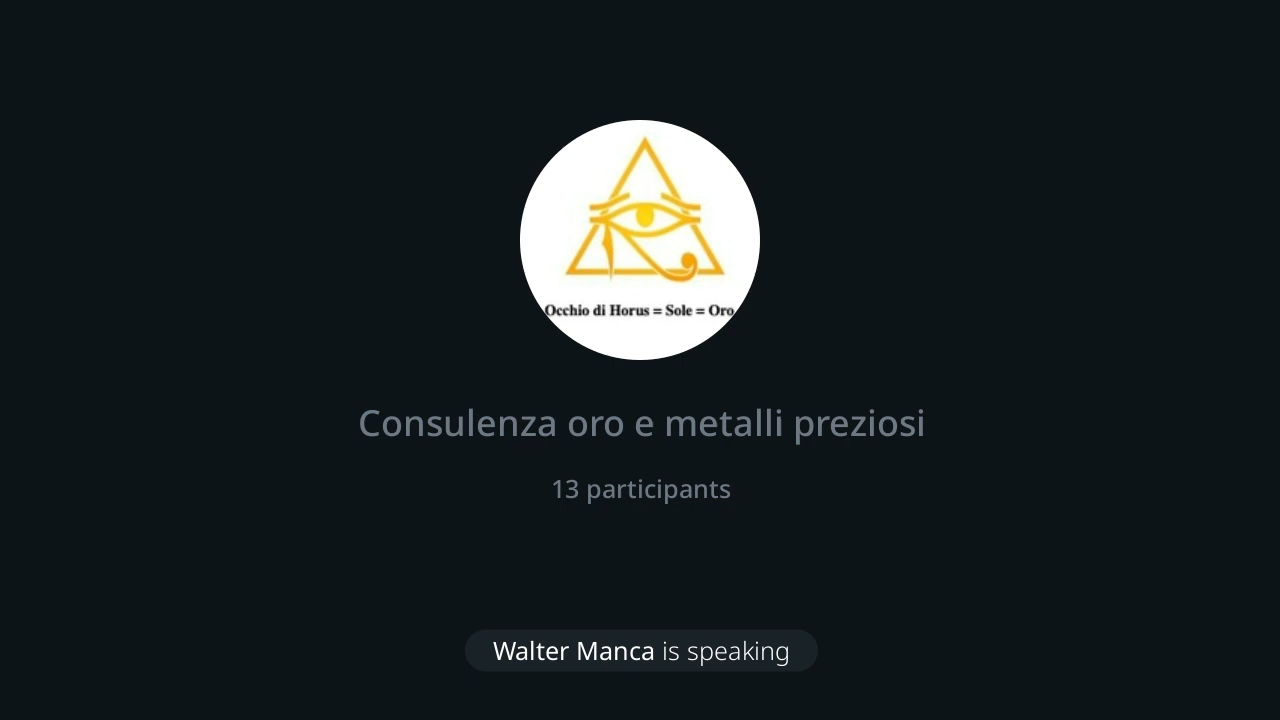 Occhio di Horus = Sole = Oro
Consulenza oro e metalli preziosi
13 participants
Walter Manca is speaking